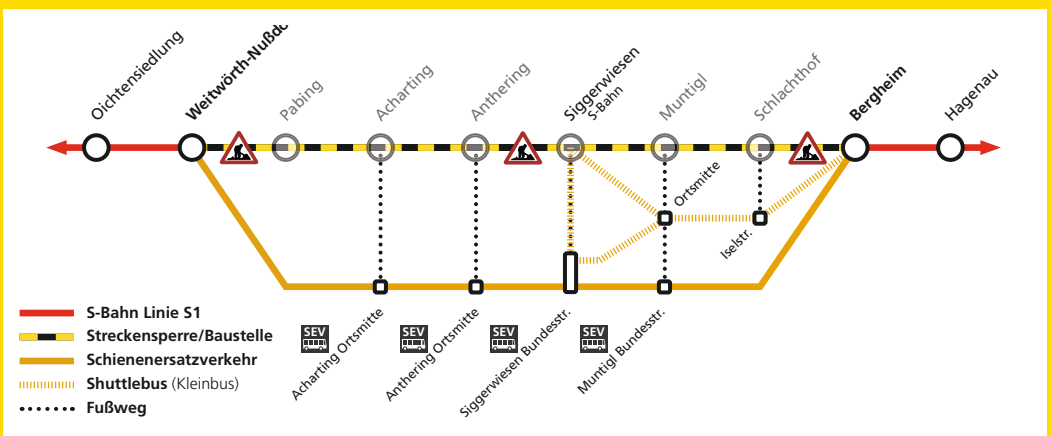 Oichtensiedlung
Weitwörth-Nußdo
Pabing
Acharting
Anthering
Siggerwiesen
S-Bahn
Muntigl
Schlachthof
Bergheim
Hagenau
Ortsmitte
Iselstr.
S-Bahn Linie S1
Streckensperre/Baustelle
Schienenersatzverkehr
Shuttlebus (Kleinbus)
Fußweg
SEV
SEV
SEV
SEV
Acharting Ortsmitte
Anthering Ortsmitte
Siggerwiesen Bundesstr.
Muntigl Bundesstr.